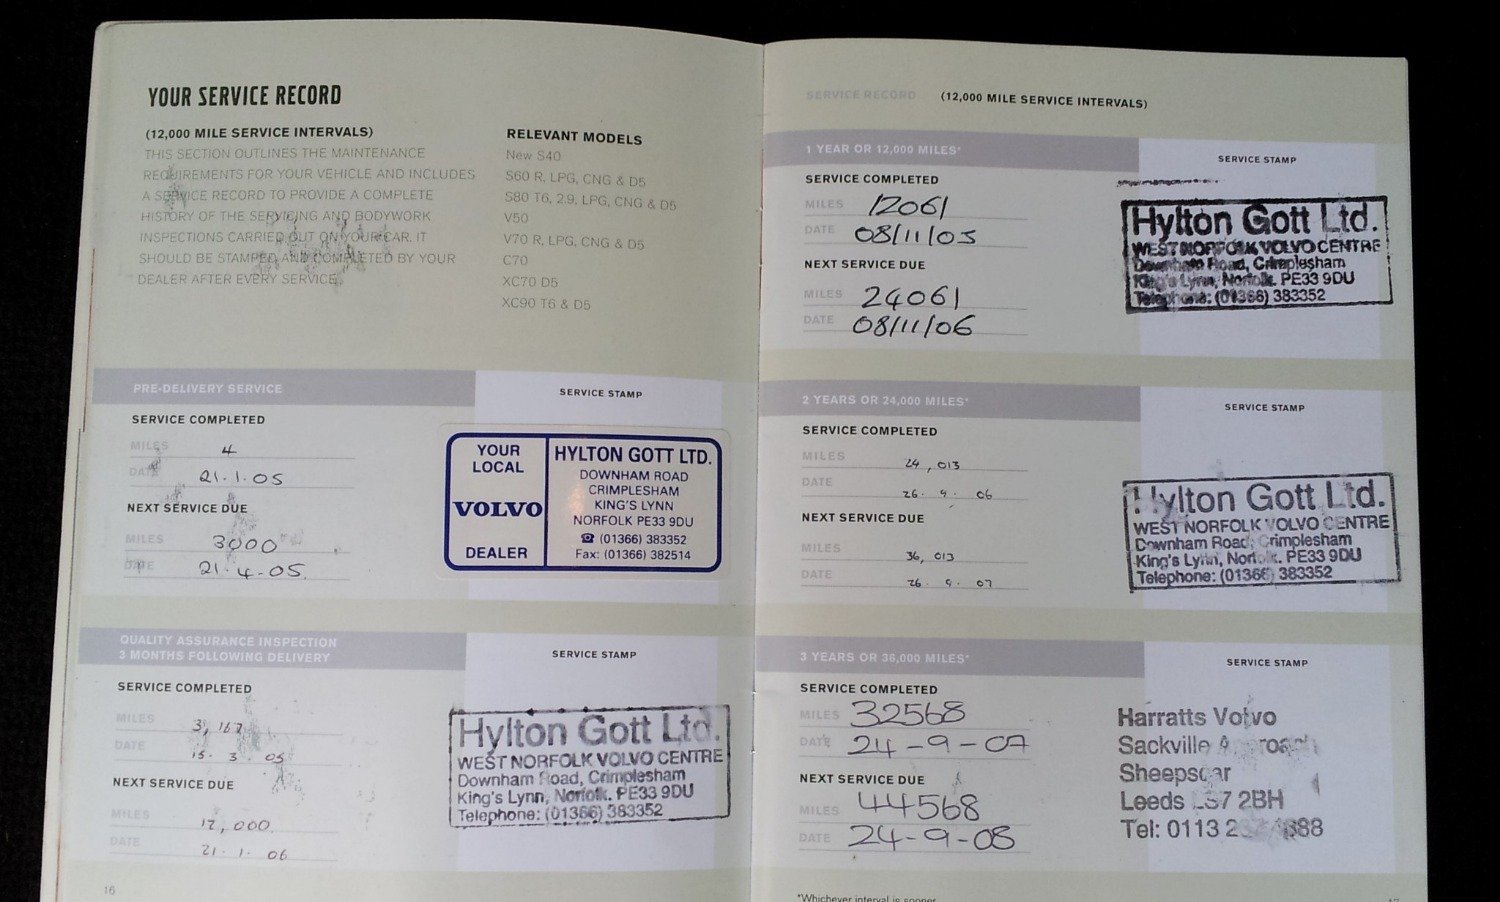 YOUR SERVICE RECORD
(12,000 MILE SERVICE INTERVALS)
THIS SECTION OUTLINES THE MAINTENANCE
REQUIREMENTS FOR YOUR VEHICLE AND INCLUDES
A SERVICE RECORD TO PROVIDE A COMPLETE
HISTORY OF THE SERVICING AND BODYWORK
INSPECTIONS CARRIED OUT ON YOUR CAR. IT
SHOULD BE STAMPED AND COMPLETED BY YOUR
DEALER AFTER EVERY SERVICE.
RELEVANT MODELS
New S40
S60 R, LPG, CNG & D5
S80 T6, 2.9, LPG, CNG & D5
V50
V70 R, LPG, CNG & D5
C70
XC70 D5
XC90 T6 & D5
PRE-DELIVERY SERVICE
SERVICE STAMP
SERVICE COMPLETED
MILES 4
DATE 21.1.05
NEXT SERVICE DUE
MILES 3000
DATE 21.4.05.
YOUR
LOCAL
VOLVO
DEALER
HYLTON GOTT LTD.
DOWNHAM ROAD
CRIMPLESHAM
KING'S LYNN
NORFOLK PE33 9DU
☎ (01366) 383352
Fax: (01366) 382514
QUALITY ASSURANCE INSPECTION
3 MONTHS FOLLOWING DELIVERY
SERVICE STAMP
SERVICE COMPLETED
MILES 3,167
DATE 15.3.05
NEXT SERVICE DUE
MILES 12,000
DATE 21.1.06
Hylton Gott Ltd.
WEST NORFOLK VOLVO CENTRE
Downham Road, Crimplesham
King's Lynn, Norfolk. PE33 9DU
Telephone: (01366) 383352
16
SERVICE RECORD (12,000 MILE SERVICE INTERVALS)
1 YEAR OR 12,000 MILES*
SERVICE STAMP
SERVICE COMPLETED
MILES 12061
DATE 08/11/05
NEXT SERVICE DUE
MILES 24061
DATE 08/11/06
Hylton Gott Ltd.
WEST NORFOLK VOLVO CENTRE
Downham Road, Crimplesham
King's Lynn, Norfolk. PE33 9DU
Telephone: (01366) 383352
2 YEARS OR 24,000 MILES*
SERVICE STAMP
SERVICE COMPLETED
MILES 24,013
DATE 26.9.06
NEXT SERVICE DUE
MILES 36,013
DATE 26.9.07
Hylton Gott Ltd.
WEST NORFOLK VOLVO CENTRE
Downham Road, Crimplesham
King's Lynn, Norfolk. PE33 9DU
Telephone: (01366) 383352
3 YEARS OR 36,000 MILES*
SERVICE STAMP
SERVICE COMPLETED
MILES 32568
DATE 24-9-07
NEXT SERVICE DUE
MILES 44568
DATE 24-9-08
Harratts Volvo
Sackville Approach
Sheepscar
Leeds LS7 2BH
Tel: 0113
*Whichever interval is sooner